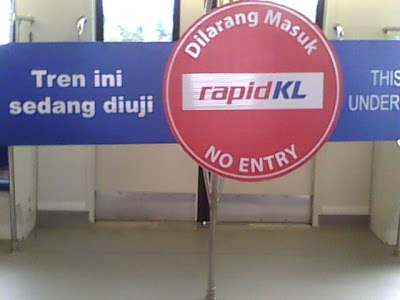 Tren ini
sedang diuji
Dilarang Masuk
rapidKL
NO ENTRY
THIS
UNDER